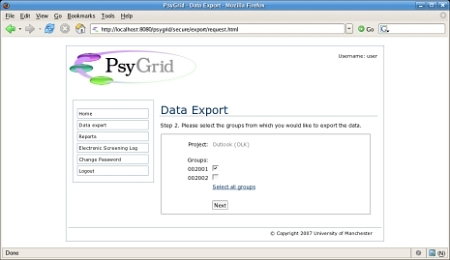 PsyGrid - Data Export - Mozilla Firefox
File Edit View Go Bookmarks Tools Help
http://localhost:8080/psygrid/secure/export/request.html
Go
PsyGrid
Username: user
Home
Data export
Reports
Electronic Screening Log
Change Password
Logout
Data Export
Step 2. Please select the groups from which you would like to export the data.
Project: Outlook (OLK)
Groups:
002001
002002
Select all groups
Next
© Copyright 2007 University of Manchester
Done